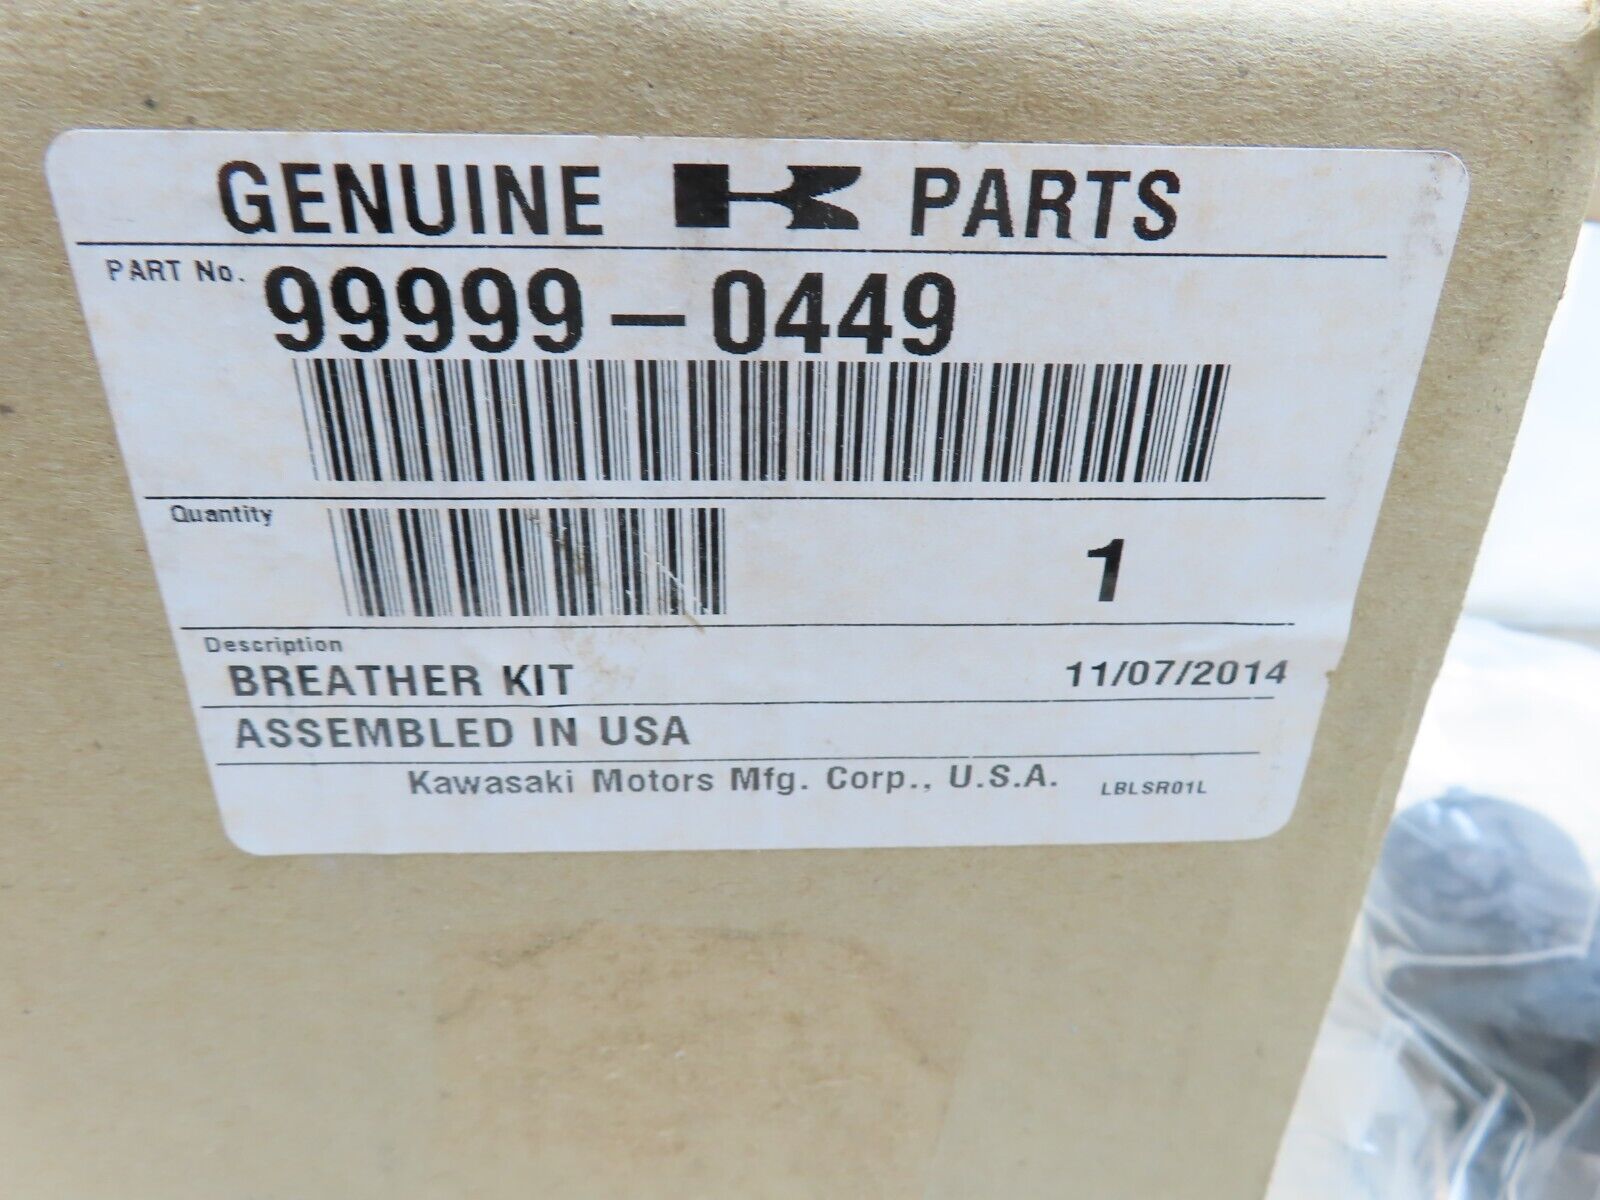 GENUINE K PARTS
PART No. 99999-0449
Quantity 1
Description
BREATHER KIT 11/07/2014
ASSEMBLED IN USA
Kawasaki Motors Mfg. Corp., U.S.A. LBLSR01L